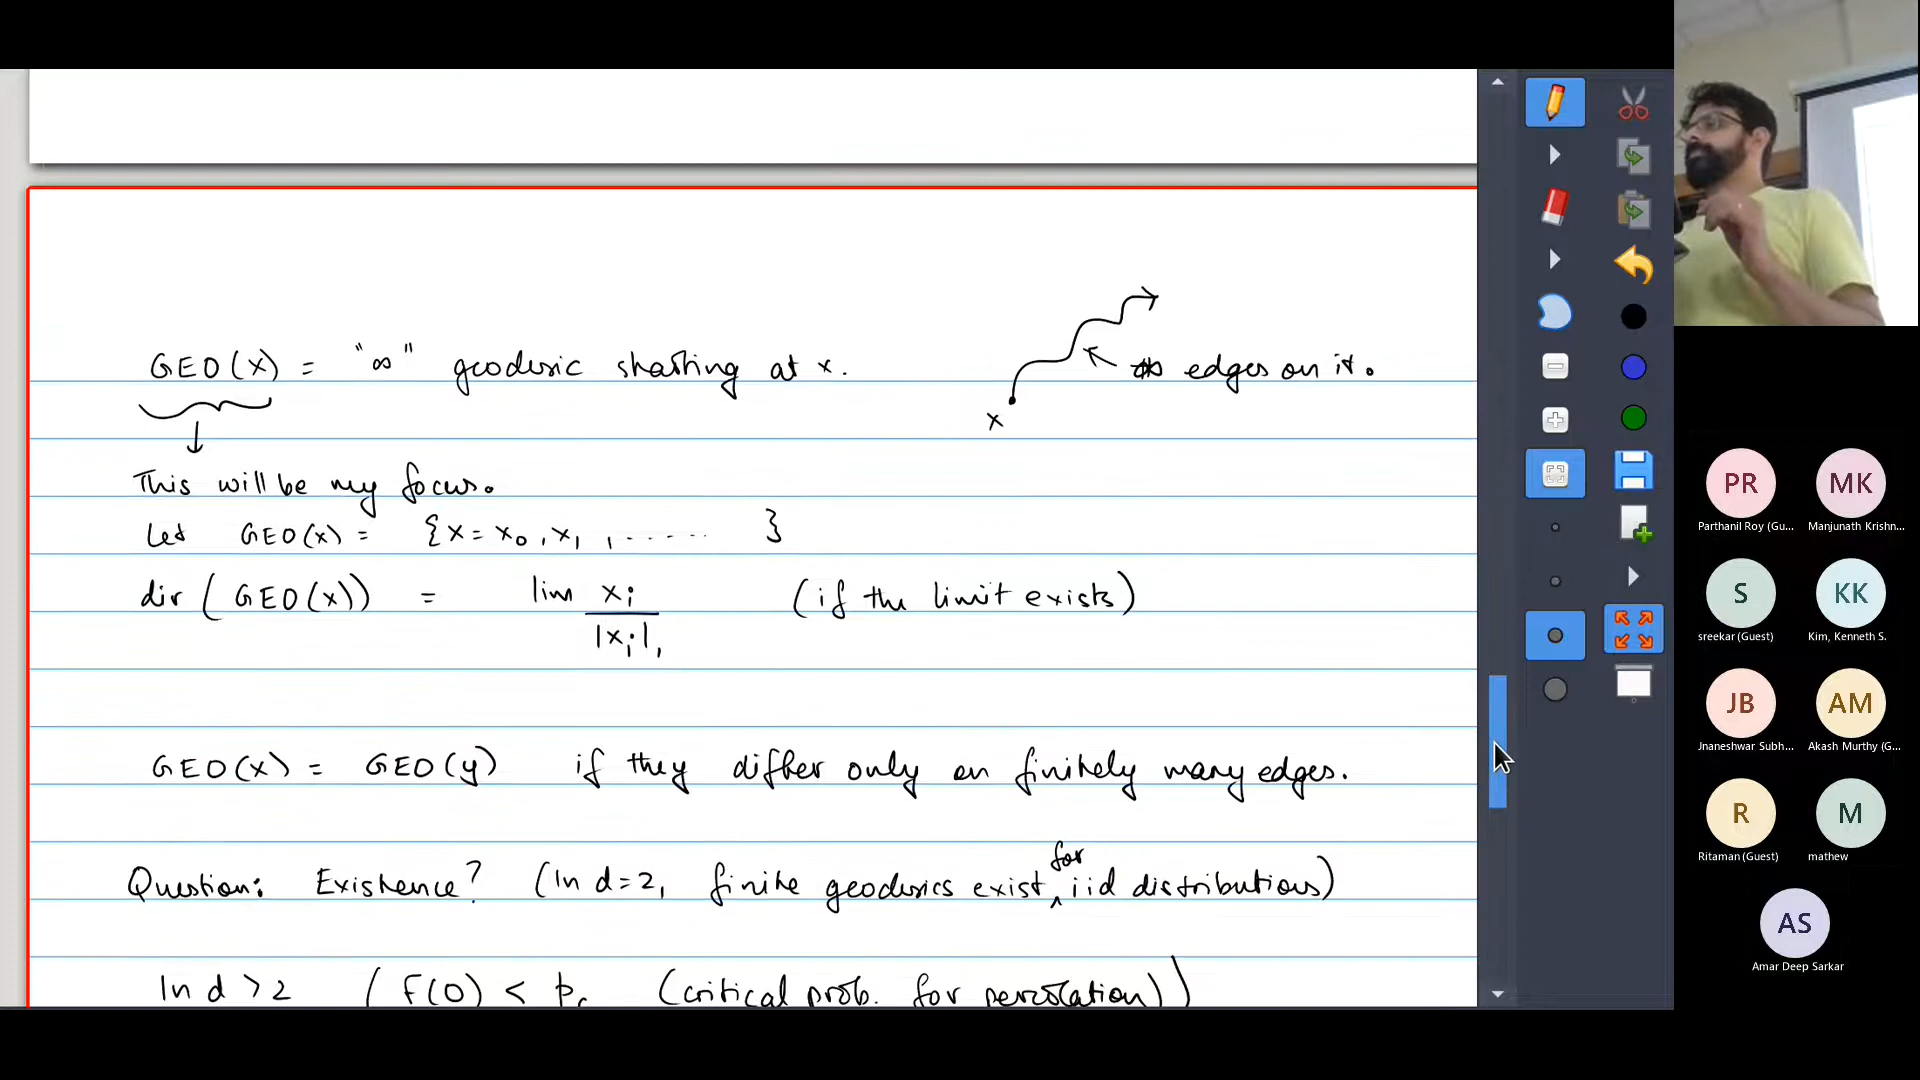 GEO(x) = "∞" geodesic starting at x.
∞ edges on it.
x
This will be my focus.
Let GEO(x) = {x = x₀, x₁, ....... }
dir (GEO(x)) = lim xᵢ / |xᵢ|₁ (if the limit exists)
GEO(x) = GEO(y) if they differ only on finitely many edges.
Question: Existence? (In d=2, finite geodesics exist for iid distributions)
In d > 2 (F(0) < p_c (critical prob. for percolation))
PR
MK
Parthanil Roy (Gu...
Manjunath Krishn...
S
KK
sreekar (Guest)
Kim, Kenneth S.
JB
AM
Jnaneshwar Subh...
Akash Murthy (G...
R
M
Ritaman (Guest)
mathew
AS
Amar Deep Sarkar